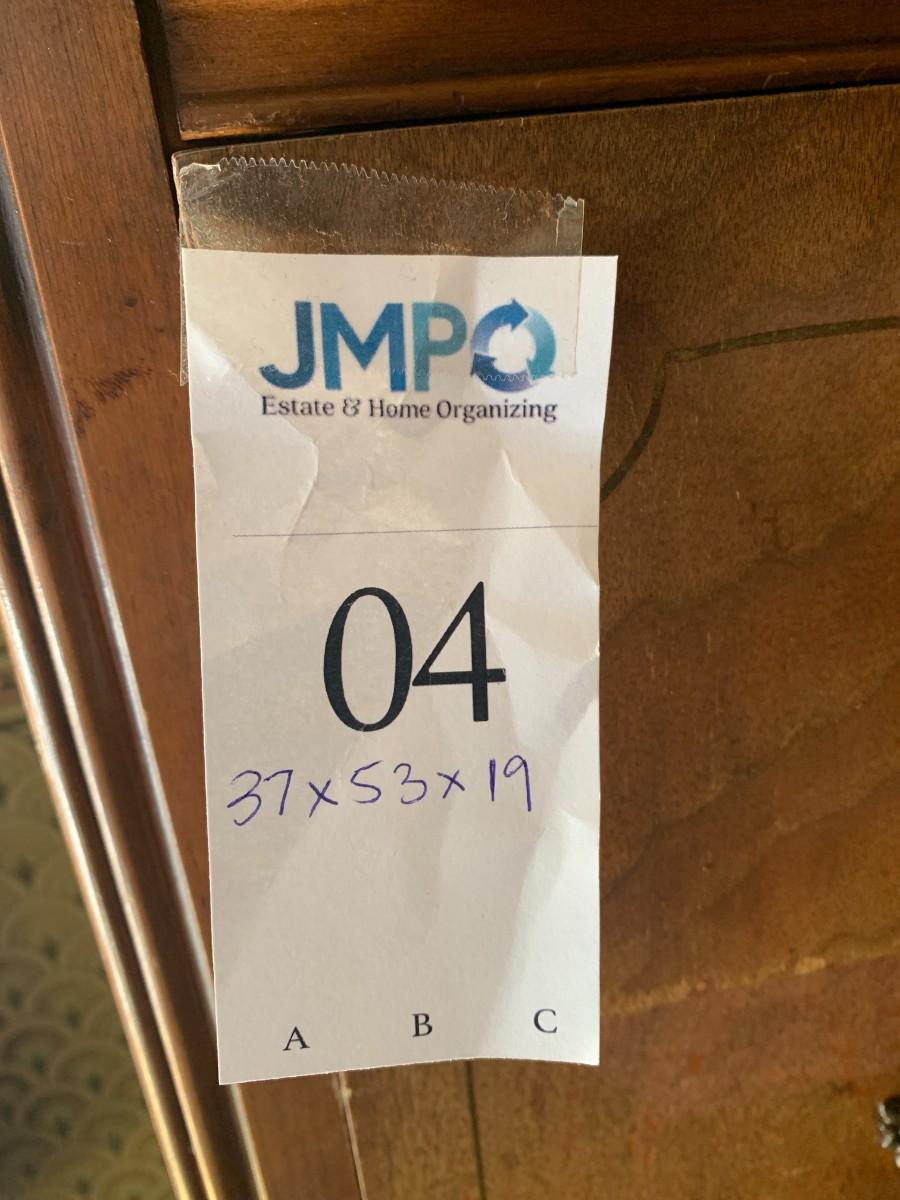 JMPO
Estate & Home Organizing
04
37x53x19
A B C